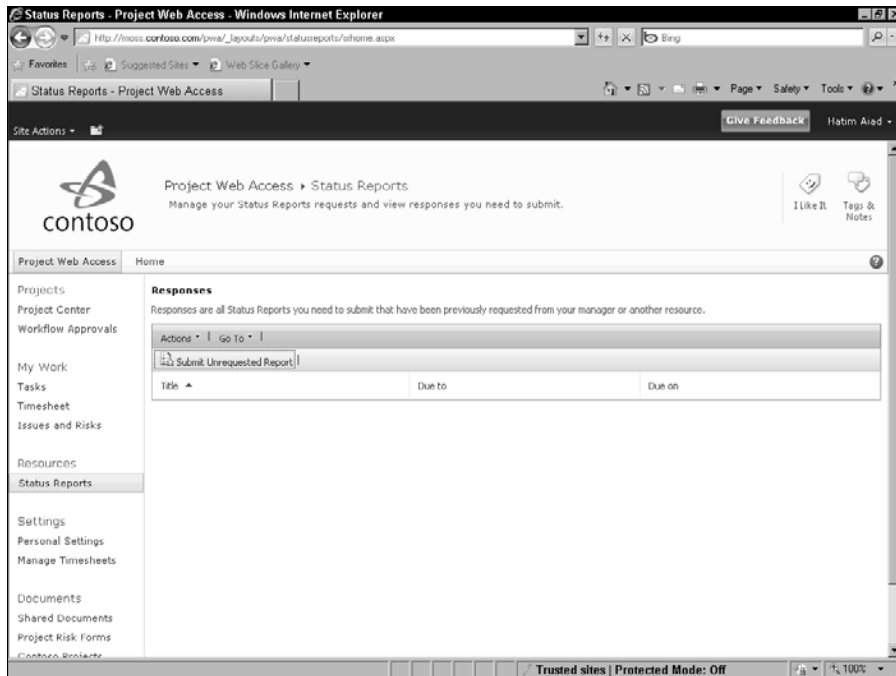 Status Reports - Project Web Access - Windows Internet Explorer
http://moss.contoso.com/pwa/_layouts/pwa/statusreports/srhome.aspx
Bing
Favorites Suggested Sites Web Slice Gallery
Status Reports - Project Web Access
Page Safety Tools
Site Actions
Give Feedback Hatim Aiad
contoso
Project Web Access Status Reports
Manage your Status Reports requests and view responses you need to submit.
I Like It
Tags & Notes
Project Web Access Home
Projects
Project Center
Workflow Approvals
My Work
Tasks
Timesheet
Issues and Risks
Resources
Status Reports
Settings
Personal Settings
Manage Timesheets
Documents
Shared Documents
Project Risk Forms
Contoso Projects
Responses
Responses are all Status Reports you need to submit that have been previously requested from your manager or another resource.
Actions | Go To |
Submit Unrequested Report |
Title Due to Due on
Trusted sites | Protected Mode: Off
100%